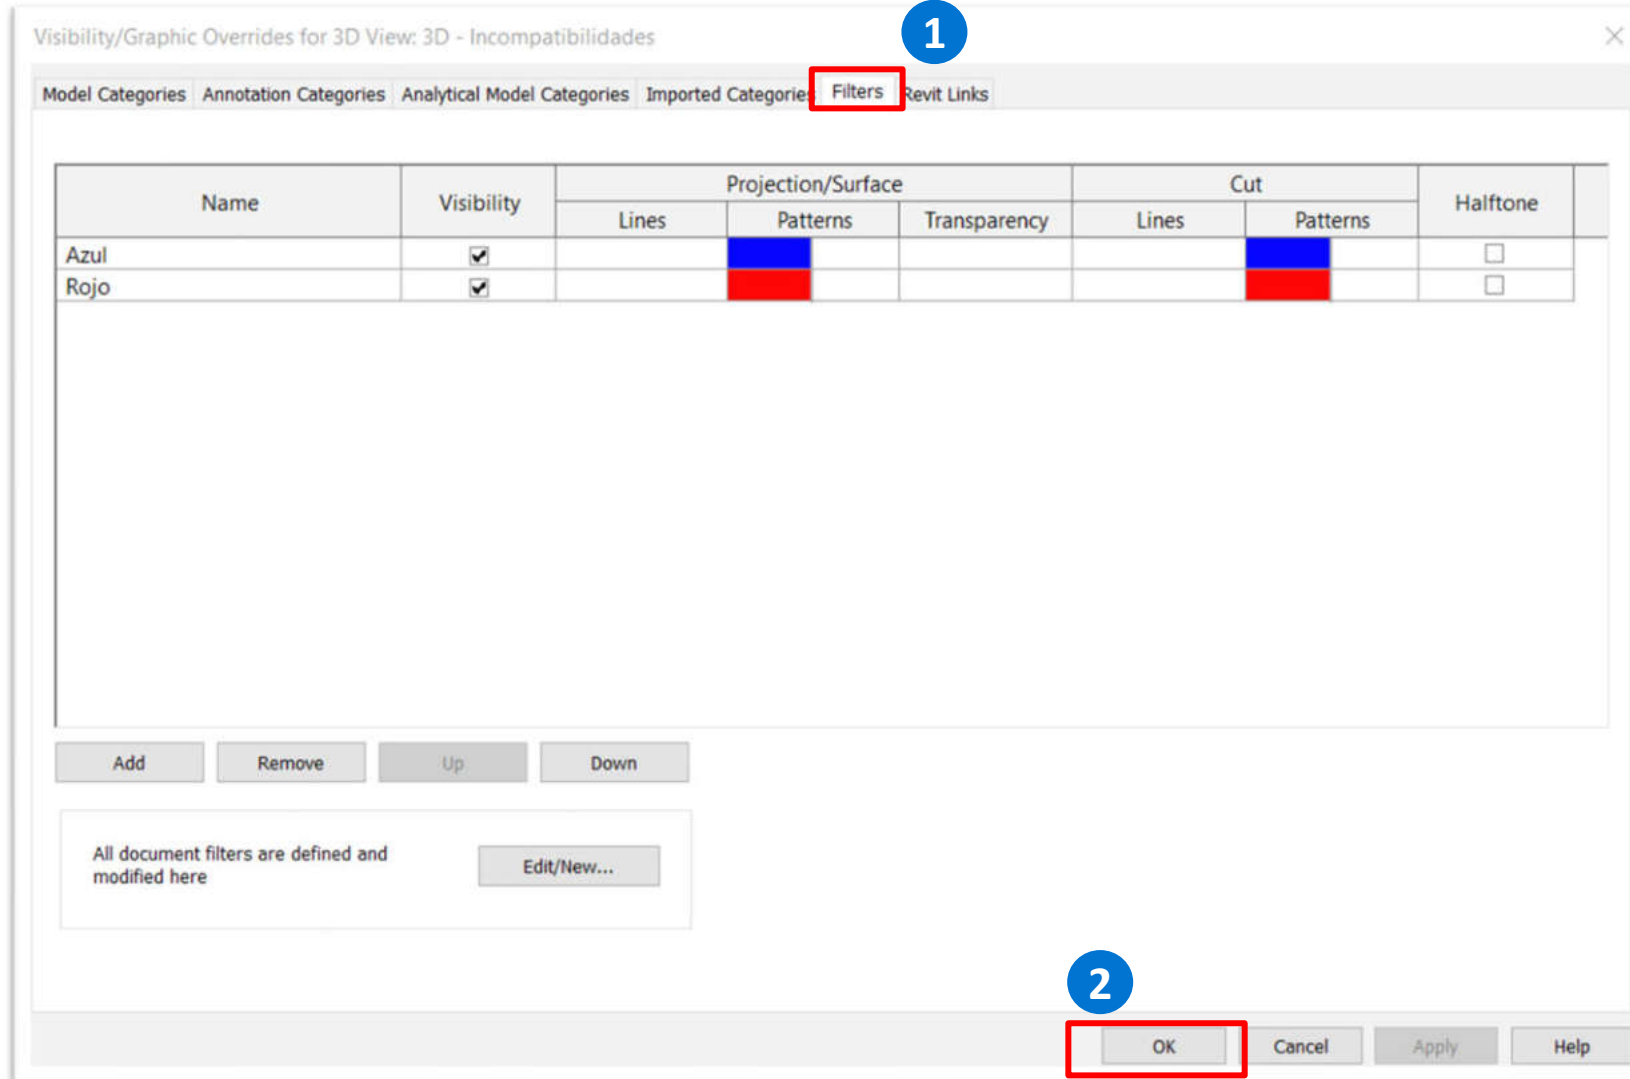 1
Visibility/Graphic Overrides for 3D View: 3D - Incompatibilidades
Model Categories Annotation Categories Analytical Model Categories Imported Categories Filters Revit Links
Name Visibility Projection/Surface Cut Halftone
Lines Patterns Transparency Lines Patterns
Azul
Rojo
Add Remove Up Down
All document filters are defined and
modified here
Edit/New...
2
OK Cancel Apply Help